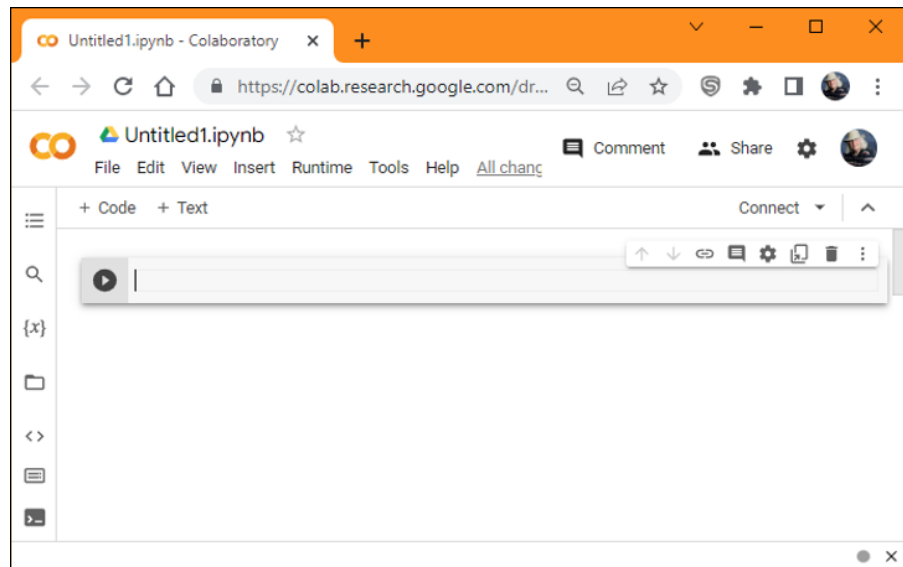 CO Untitled1.ipynb - Colaboratory
https://colab.research.google.com/dr...
CO Untitled1.ipynb
Comment Share
File Edit View Insert Runtime Tools Help All chang
+ Code + Text Connect
{x}